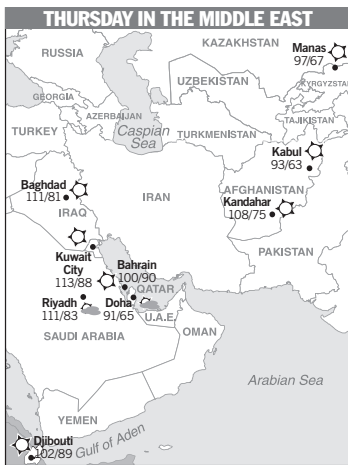 THURSDAY IN THE MIDDLE EAST
KAZAKHSTAN
Manas
97/67
RUSSIA
UZBEKISTAN
KYRGYZSTAN
GEORGIA
AZERBAIJAN
TAJIKISTAN
TURKEY
Caspian
Sea
TURKMENISTAN
Kabul
93/63
Baghdad
111/81
IRAQ
IRAN
AFGHANISTAN
Kandahar
108/75
Kuwait
City
113/88
PAKISTAN
Bahrain
100/90
QATAR
Riyadh
111/83
Doha
91/65
U.A.E.
SAUDI ARABIA
OMAN
Arabian Sea
YEMEN
Djibouti
102/89
Gulf of Aden